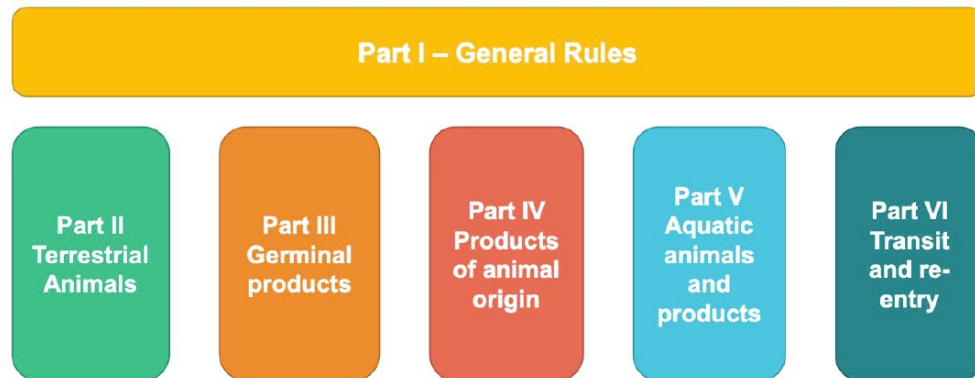 Part I – General Rules
Part II
Terrestrial
Animals
Part III
Germinal
products
Part IV
Products
of animal
origin
Part V
Aquatic
animals
and
products
Part VI
Transit
and re-
entry